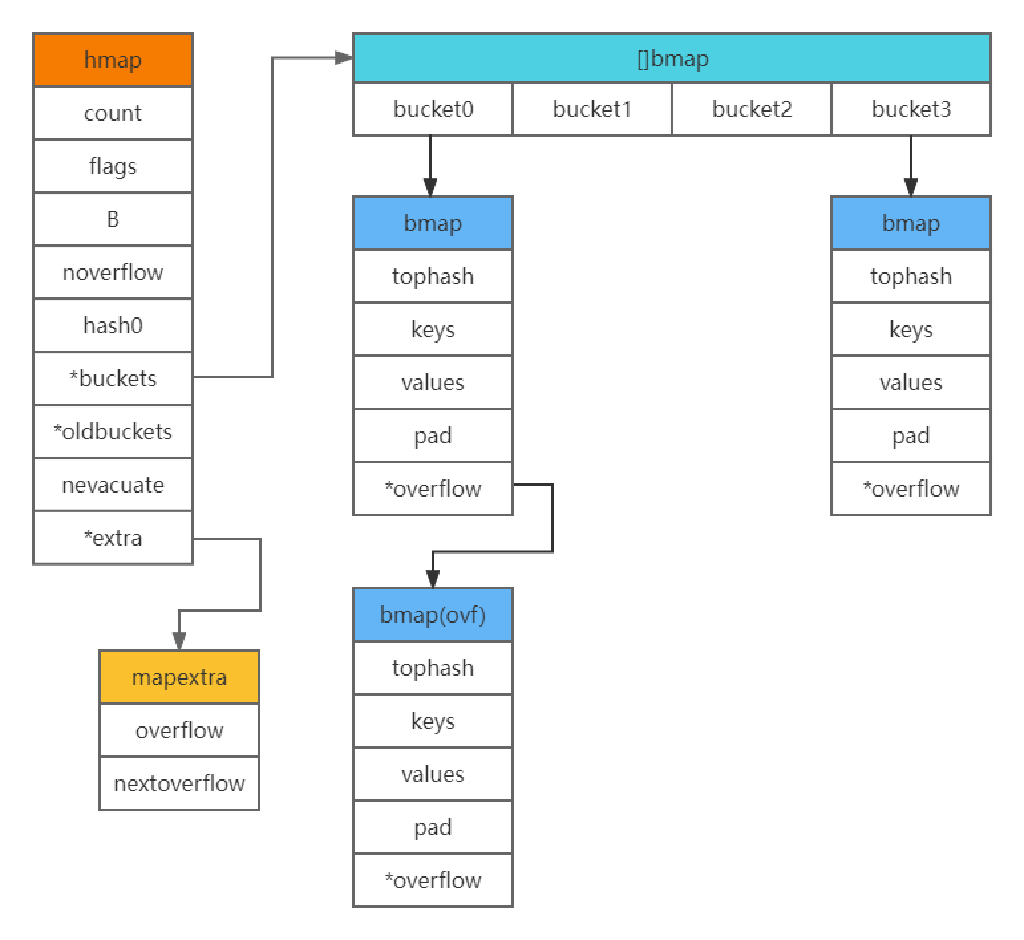 hmap
count
flags
B
noverflow
hash0
*buckets
*oldbuckets
nevacuate
*extra
mapextra
overflow
nextoverflow
[]bmap
bucket0 bucket1 bucket2 bucket3
bmap
tophash
keys
values
pad
*overflow
bmap(ovf)
tophash
keys
values
pad
*overflow
bmap
tophash
keys
values
pad
*overflow